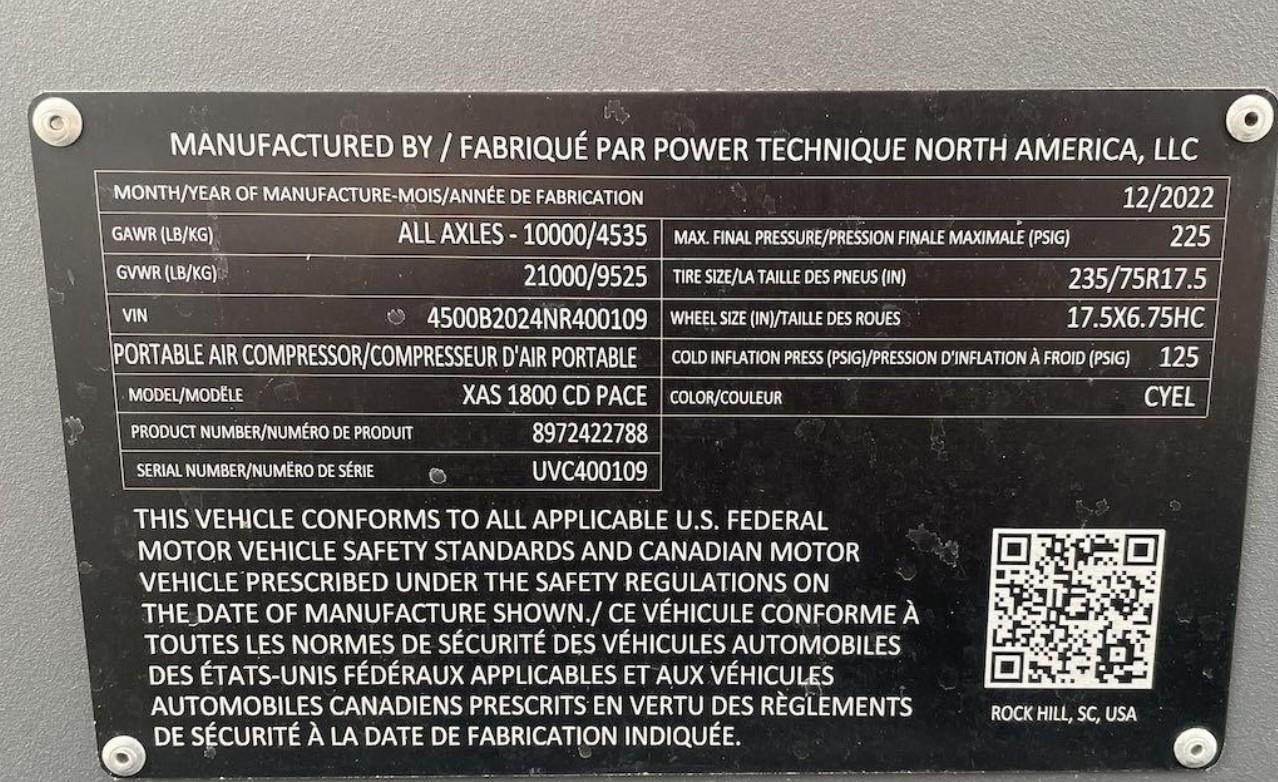 MANUFACTURED BY / FABRIQUÉ PAR POWER TECHNIQUE NORTH AMERICA, LLC
MONTH/YEAR OF MANUFACTURE-MOIS/ANNÉE DE FABRICATION 12/2022
GAWR (LB/KG) ALL AXLES - 10000/4535 MAX. FINAL PRESSURE/PRESSION FINALE MAXIMALE (PSIG) 225
GVWR (LB/KG) 21000/9525 TIRE SIZE/LA TAILLE DES PNEUS (IN) 235/75R17.5
VIN 4500B2024NR400109 WHEEL SIZE (IN)/TAILLE DES ROUES 17.5X6.75HC
PORTABLE AIR COMPRESSOR/COMPRESSEUR D'AIR PORTABLE COLD INFLATION PRESS (PSIG)/PRESSION D'INFLATION À FROID (PSIG) 125
MODEL/MODËLE XAS 1800 CD PACE COLOR/COULEUR CYEL
PRODUCT NUMBER/NUMÉRO DE PRODUIT 8972422788
SERIAL NUMBER/NUMËRO DE SÉRIE UVC400109
THIS VEHICLE CONFORMS TO ALL APPLICABLE U.S. FEDERAL
MOTOR VEHICLE SAFETY STANDARDS AND CANADIAN MOTOR
VEHICLE PRESCRIBED UNDER THE SAFETY REGULATIONS ON
THE DATE OF MANUFACTURE SHOWN./ CE VÉHICULE CONFORME À
TOUTES LES NORMES DE SÉCURITÉ DES VÉHICULES AUTOMOBILES
DES ÉTATS-UNIS FÉDÉRAUX APPLICABLES ET AUX VÉHICULES
AUTOMOBILES CANADIENS PRESCRITS EN VERTU DES RÈGLEMENTS
DE SÉCURITÉ À LA DATE DE FABRICATION INDIQUÉE.
ROCK HILL, SC, USA